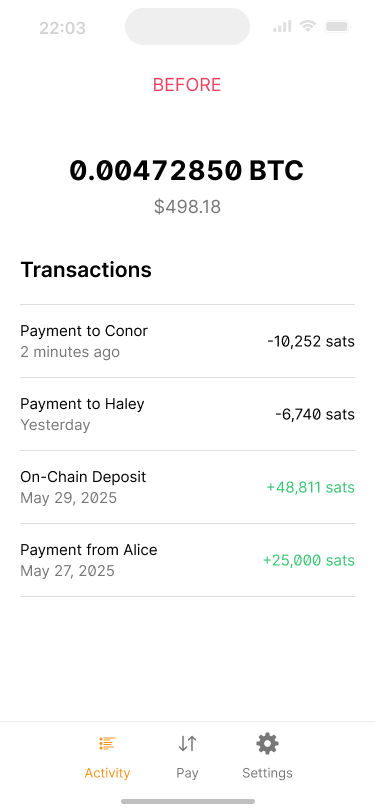 22:03
BEFORE
0.00472850 BTC
$498.18
Transactions
Payment to Conor
-10,252 sats
2 minutes ago
Payment to Haley
-6,740 sats
Yesterday
On-Chain Deposit
+48,811 sats
May 29, 2025
Payment from Alice
+25,000 sats
May 27, 2025
Activity
Pay
Settings